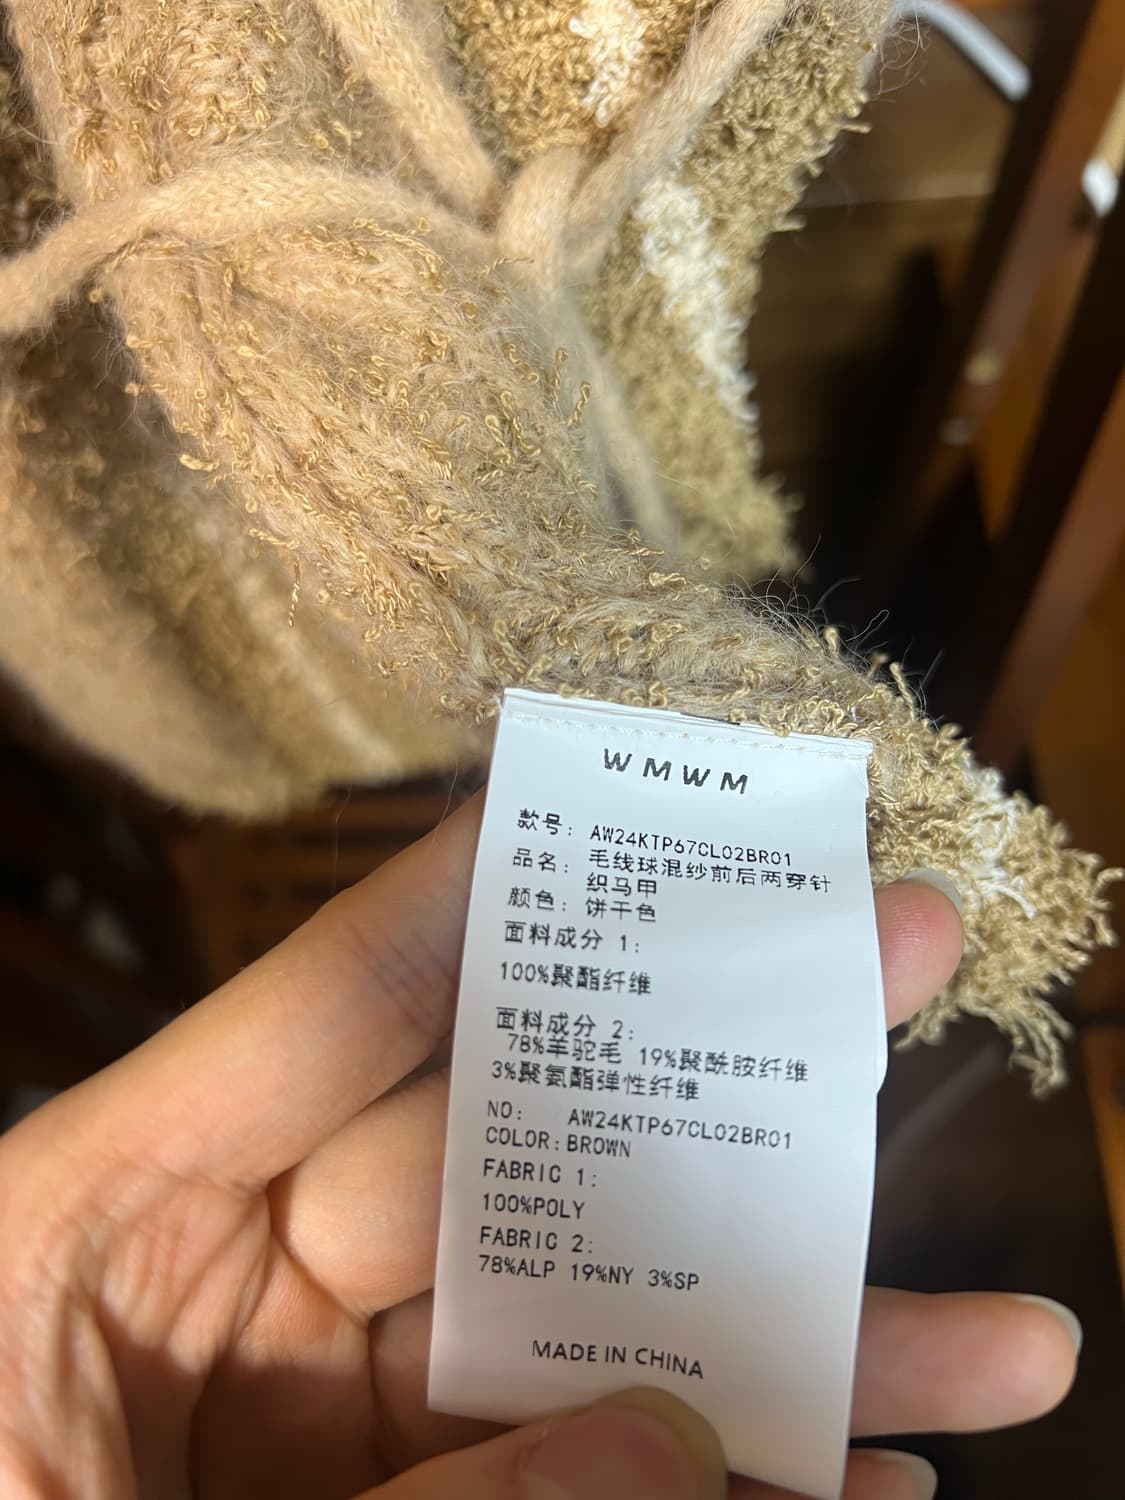 WMWM
款号: AW24KTP67CL02BR01
品名: 毛线球混纱前后两穿针
织马甲
颜色: 饼干色
面料成分 1:
100%聚酯纤维
面料成分 2:
78%羊驼毛 19%聚酰胺纤维
3%聚氨酯弹性纤维
NO: AW24KTP67CL02BR01
COLOR: BROWN
FABRIC 1:
100%POLY
FABRIC 2:
78%ALP 19%NY 3%SP
MADE IN CHINA